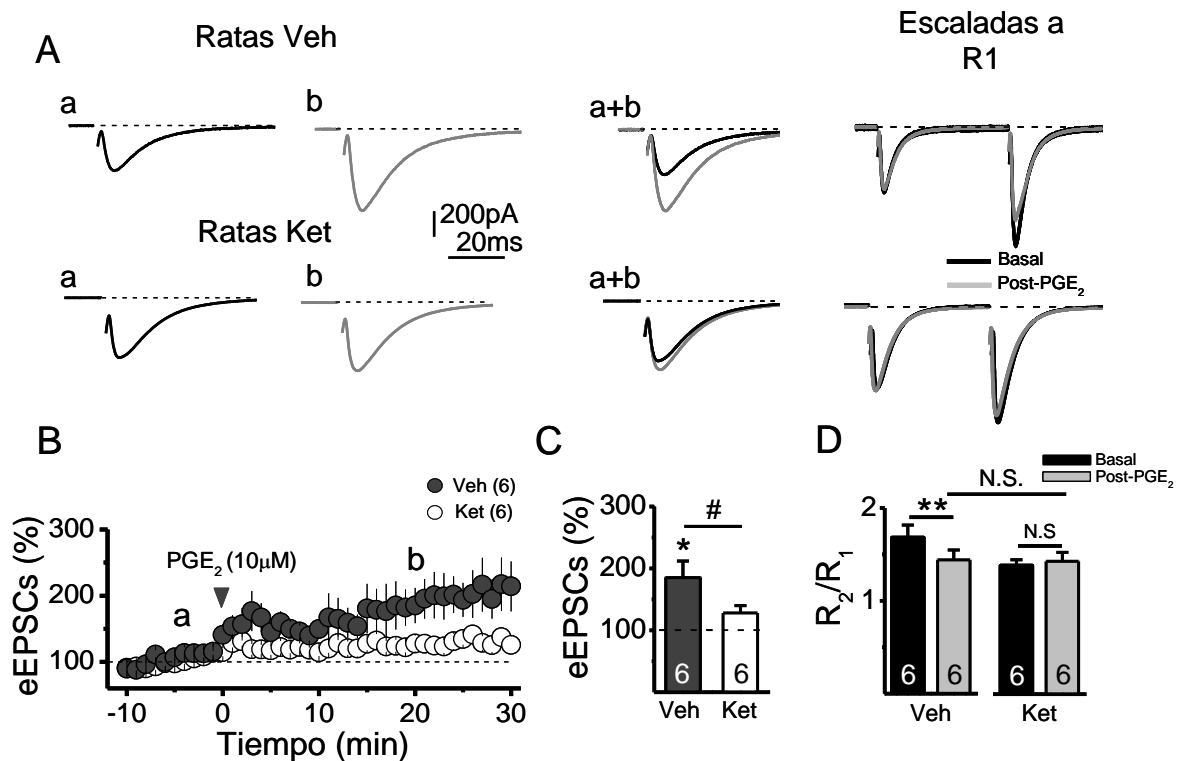 A
Ratas Veh
Escaladas a
R1
a
b
a+b
200pA
20ms
Ratas Ket
a
b
a+b
Basal
Post-PGE2
B
Veh (6)
Ket (6)
eEPSCs (%)
300
200
100
PGE2 (10μM)
a
b
-10
0
10
20
30
Tiempo (min)
C
eEPSCs (%)
300
200
100
#
*
6
6
Veh
Ket
D
Basal
Post-PGE2
N.S.
**
N.S
R2/R1
2
1
6
6
6
6
Veh
Ket